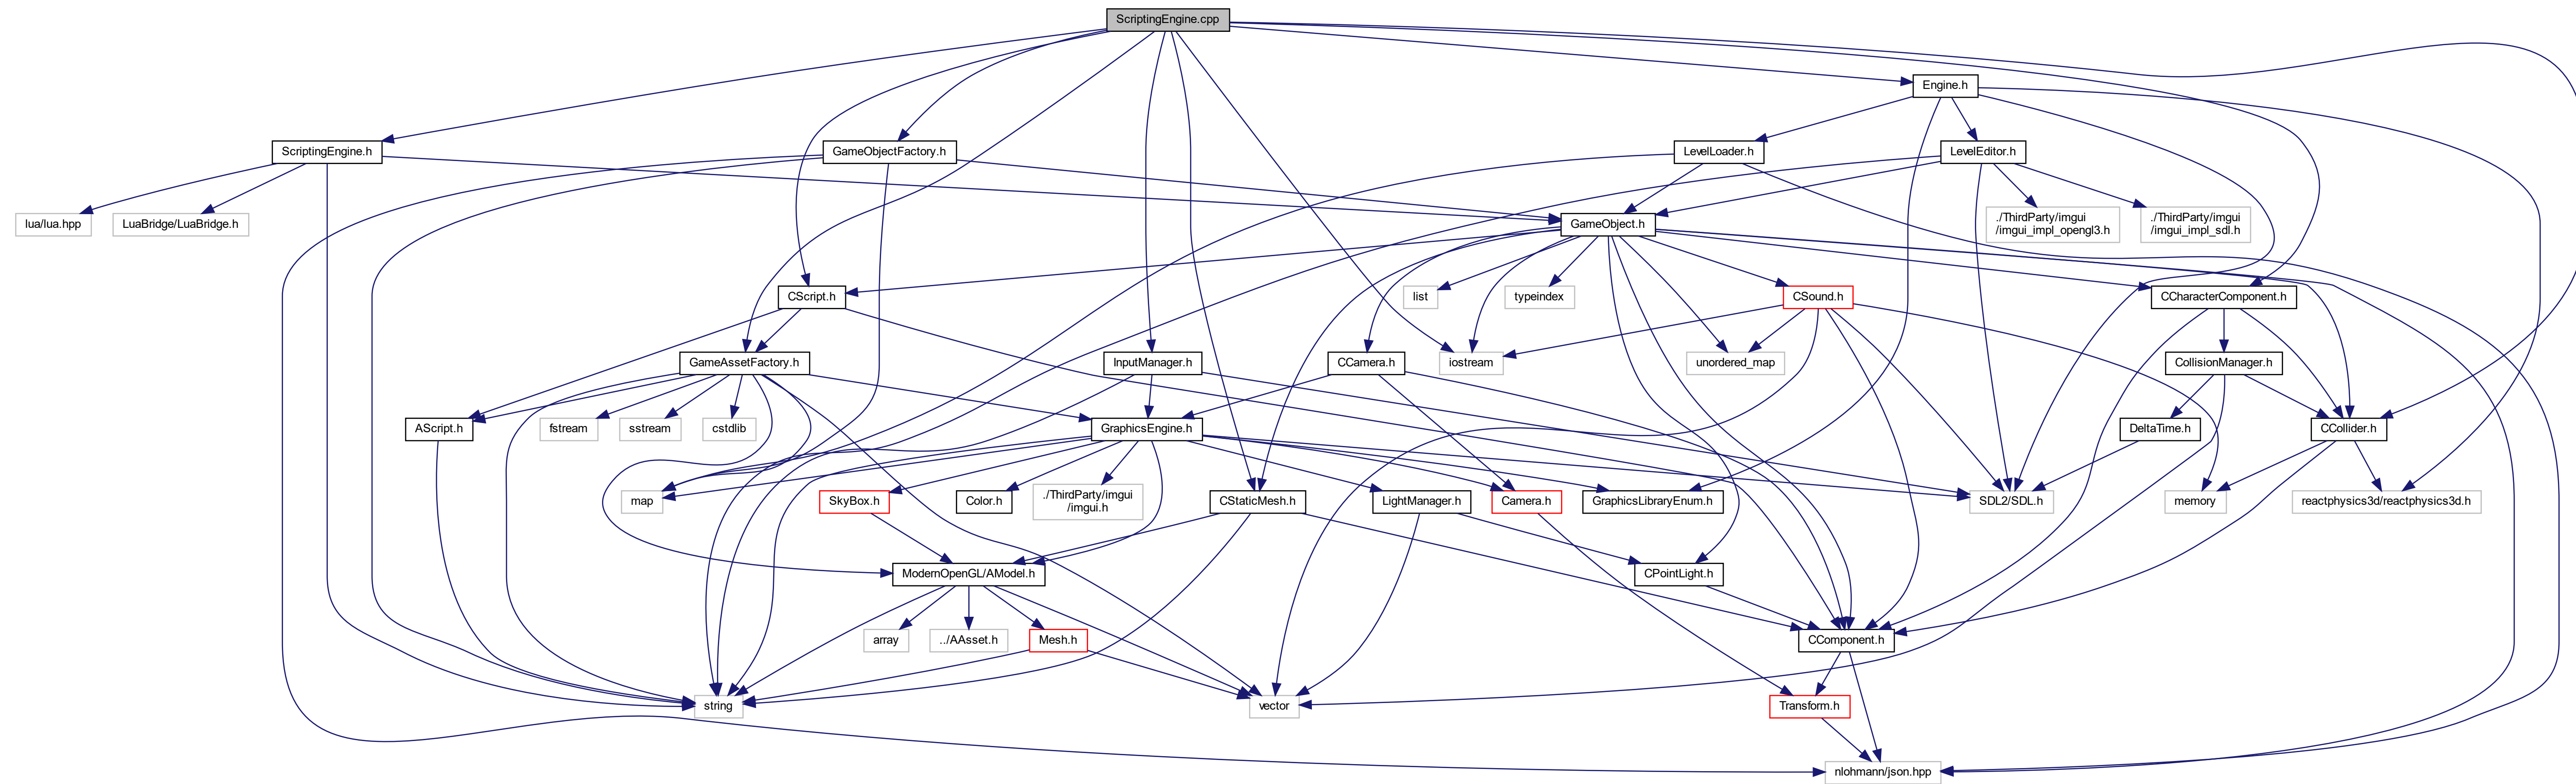 ScriptingEngine.cpp
Engine.h
ScriptingEngine.h
GameObjectFactory.h
LevelLoader.h
LevelEditor.h
lua/lua.hpp
LuaBridge/LuaBridge.h
GameObject.h
./ThirdParty/imgui
/imgui_impl_opengl3.h
./ThirdParty/imgui
/imgui_impl_sdl.h
CScript.h
list
typeindex
CSound.h
CCharacterComponent.h
GameAssetFactory.h
InputManager.h
CCamera.h
iostream
unordered_map
CollisionManager.h
AScript.h
fstream
sstream
cstdlib
GraphicsEngine.h
DeltaTime.h
CCollider.h
map
SkyBox.h
Color.h
./ThirdParty/imgui
/imgui.h
CStaticMesh.h
LightManager.h
Camera.h
GraphicsLibraryEnum.h
SDL2/SDL.h
memory
reactphysics3d/reactphysics3d.h
ModernOpenGL/AModel.h
CPointLight.h
array
../AAsset.h
Mesh.h
CComponent.h
string
vector
Transform.h
nlohmann/json.hpp